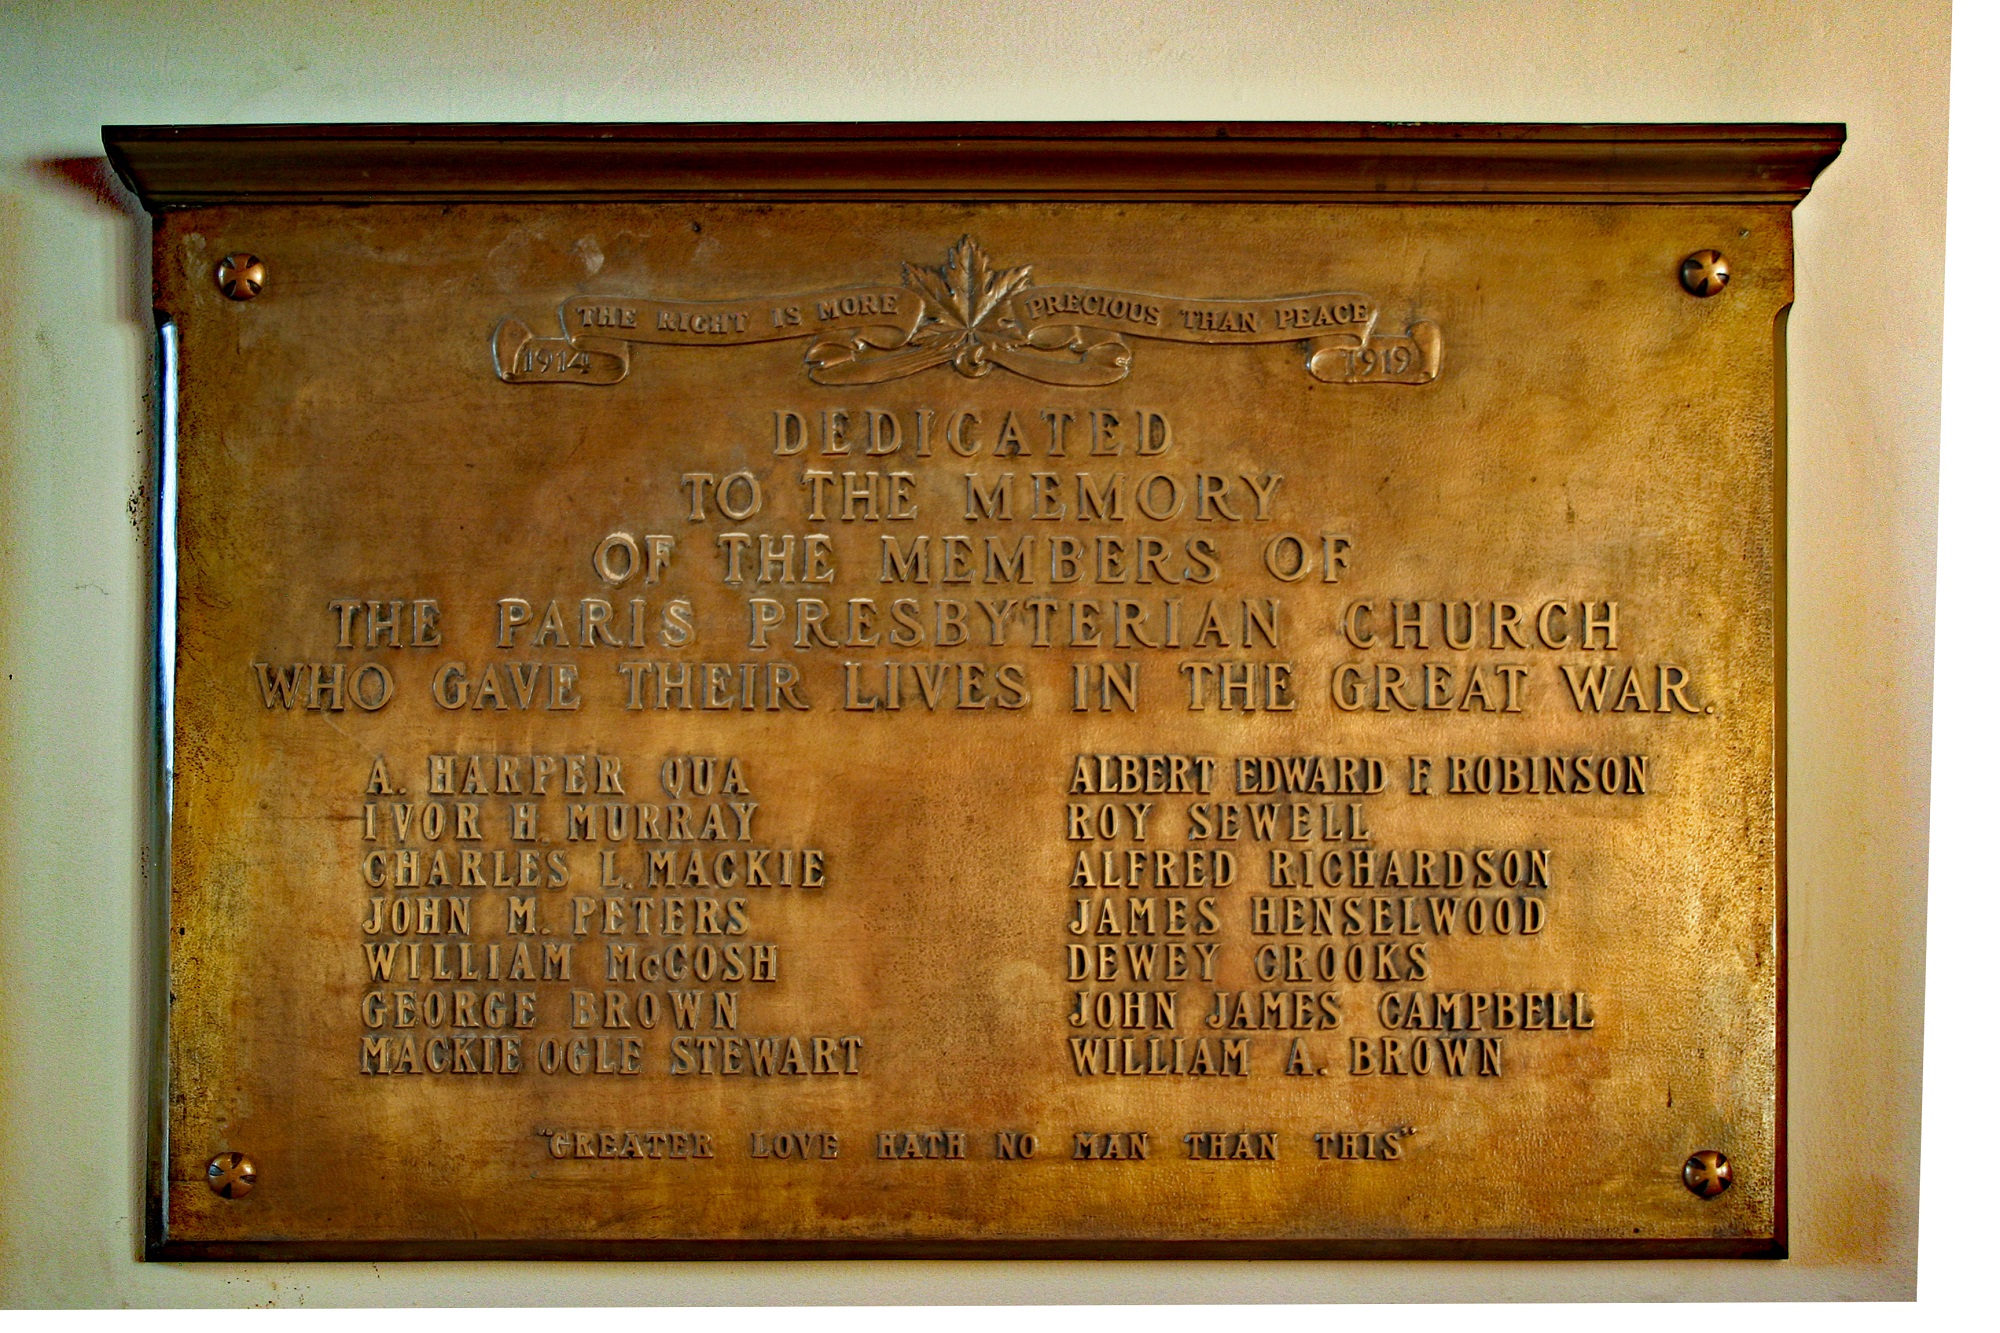 THE RIGHT IS MORE PRECIOUS THAN PEACE
1914 1919
DEDICATED
TO THE MEMORY
OF THE MEMBERS OF
THE PARIS PRESBYTERIAN CHURCH
WHO GAVE THEIR LIVES IN THE GREAT WAR.
A. HARPER QUA
IVOR H. MURRAY
CHARLES L. MACKIE
JOHN M. PETERS
WILLIAM McCOSH
GEORGE BROWN
MACKIE OGLE STEWART
ALBERT EDWARD F. ROBINSON
ROY SEWELL
ALFRED RICHARDSON
JAMES HENSELWOOD
DEWEY CROOKS
JOHN JAMES CAMPBELL
WILLIAM A. BROWN
"GREATER LOVE HATH NO MAN THAN THIS"